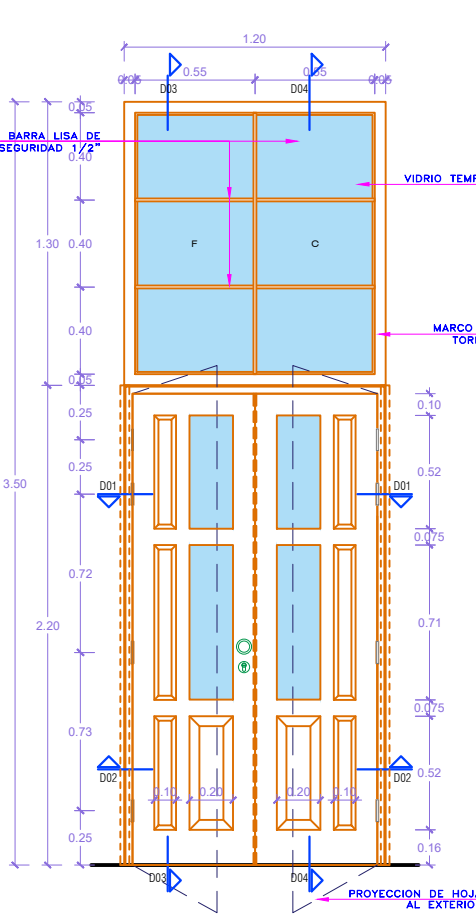 1.20
0.05
0.55
0.55
0.05
D03
D04
0.05
BARRA LISA DE
SEGURIDAD 1/2"
0.40
VIDRIO TEMP
1.30
0.40
F
C
0.40
MARCO
0.05
0.25
0.10
0.25
0.52
3.50
D01
D01
0.075
0.72
2.20
0.71
0.73
0.075
D02
D02
0.10
0.20
0.20
0.10
0.52
0.25
0.16
D03
D04
PROYECCION DE HOJ
AL EXTERIO